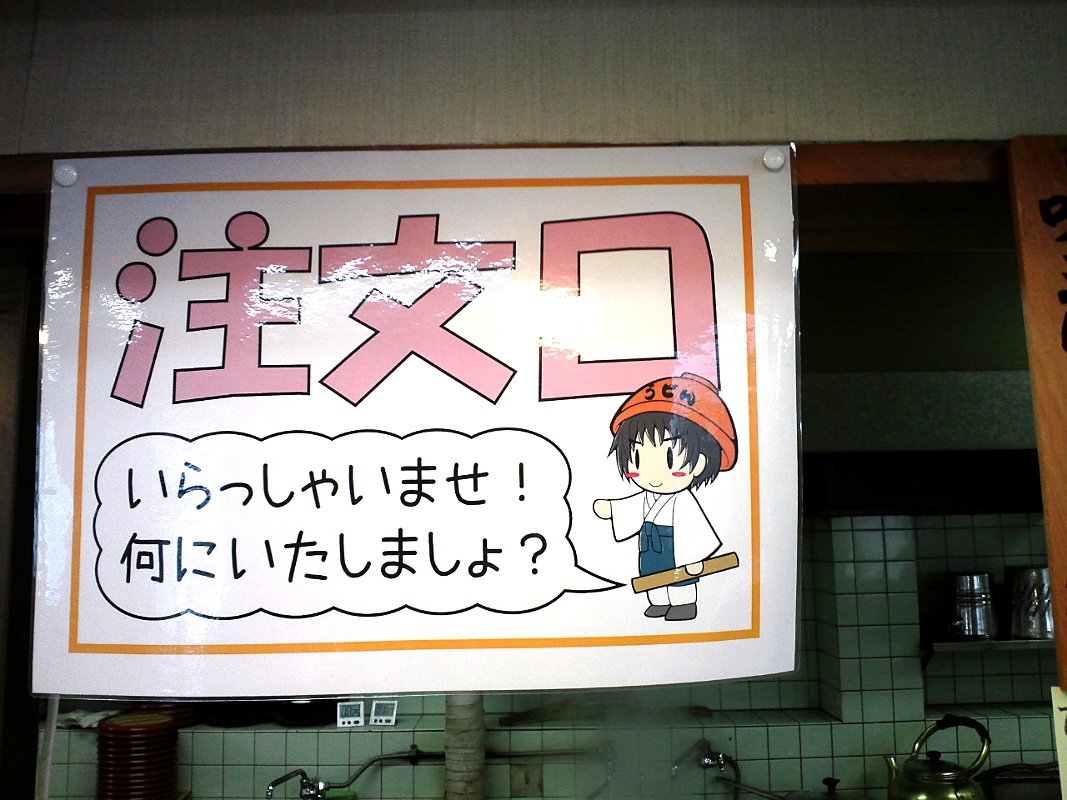 注文口
うどん
いらっしゃいませ！
何にいたしましょ？